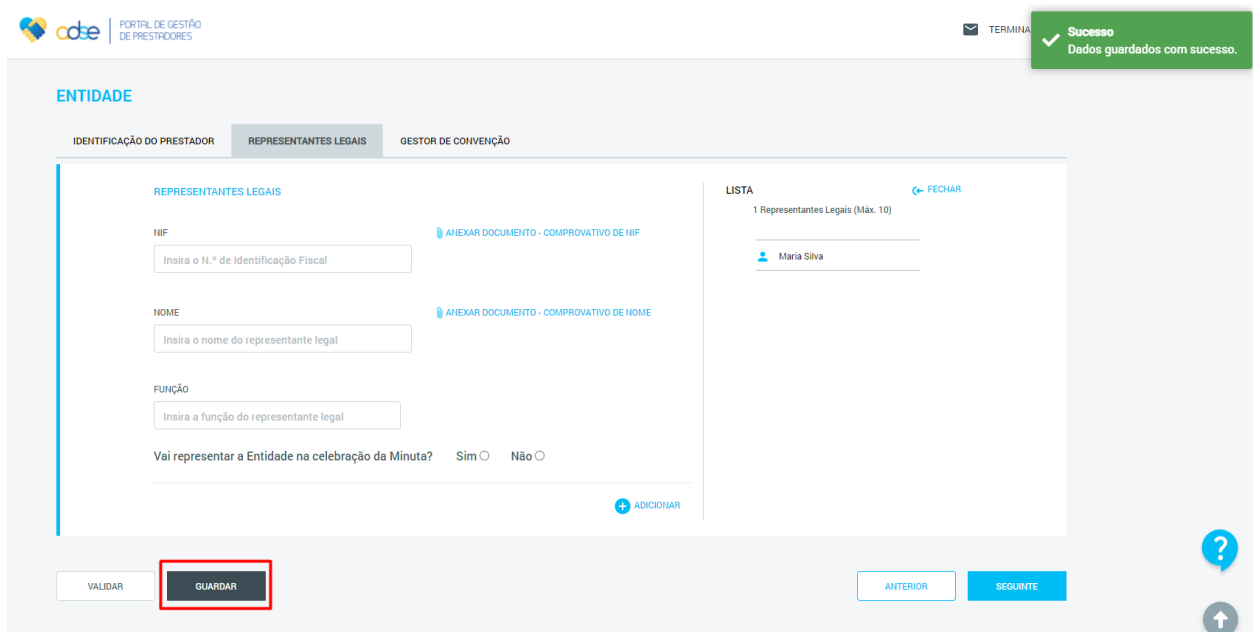 adse
PORTAL DE GESTÃO
DE PRESTADORES
Sucesso
Dados guardados com sucesso.
ENTIDADE
IDENTIFICAÇÃO DO PRESTADOR
REPRESENTANTES LEGAIS
GESTOR DE CONVENÇÃO
REPRESENTANTES LEGAIS
NIF
ANEXAR DOCUMENTO - COMPROVATIVO DE NIF
Insira o N.º de Identificação Fiscal
NOME
ANEXAR DOCUMENTO - COMPROVATIVO DE NOME
Insira o nome do representante legal
FUNÇÃO
Insira a função do representante legal
Vai representar a Entidade na celebração da Minuta? Sim Não
ADICIONAR
LISTA
FECHAR
1 Representantes Legais (Máx. 10)
Maria Silva
VALIDAR
GUARDAR
ANTERIOR
SEGUINTE
?